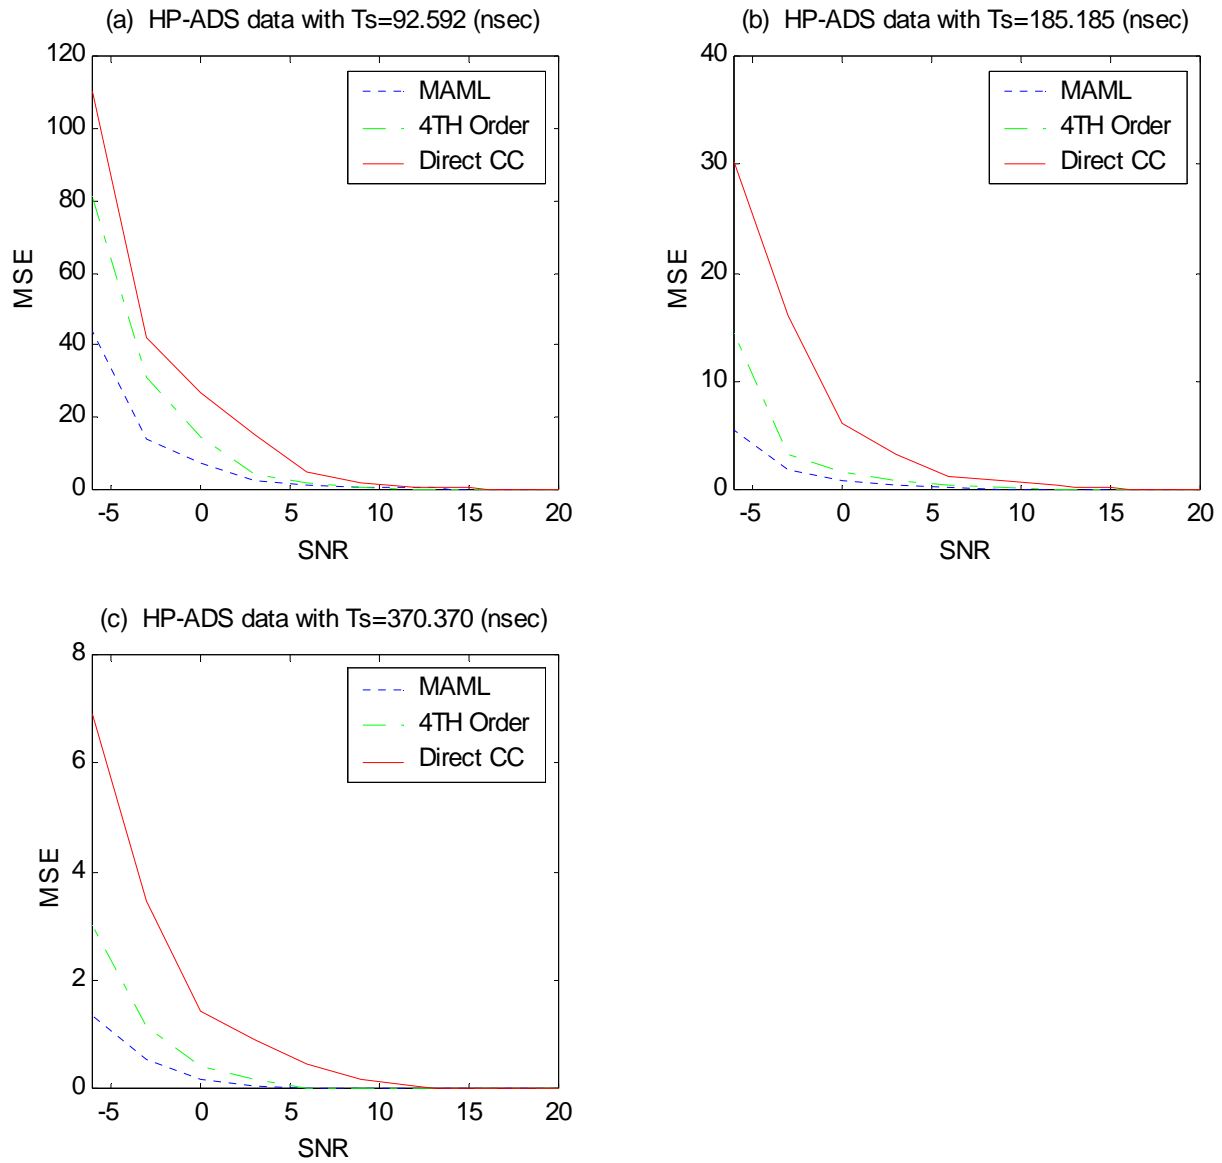 (a) HP-ADS data with Ts=92.592 (nsec)
120
100
80
60
40
20
0
MSE
-5 0 5 10 15 20
SNR
MAML
4TH Order
Direct CC
(b) HP-ADS data with Ts=185.185 (nsec)
40
30
20
10
0
MSE
-5 0 5 10 15 20
SNR
MAML
4TH Order
Direct CC
(c) HP-ADS data with Ts=370.370 (nsec)
8
6
4
2
0
MSE
-5 0 5 10 15 20
SNR
MAML
4TH Order
Direct CC